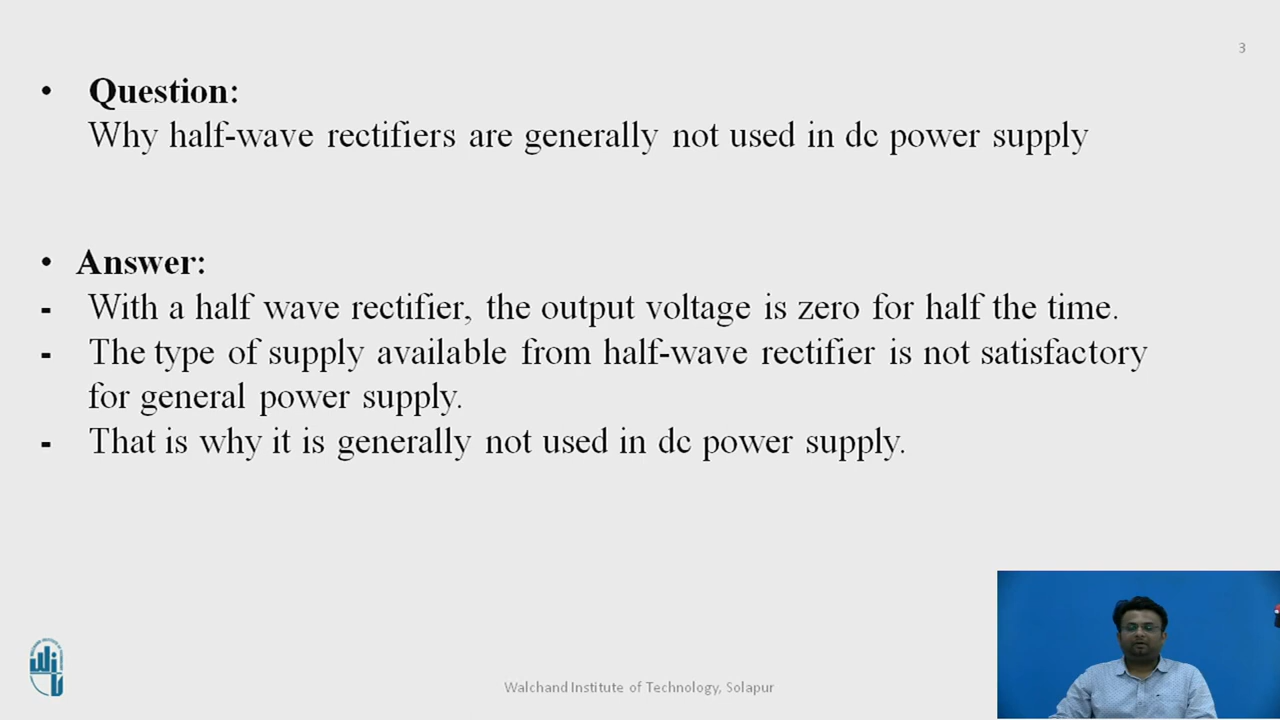 3
• Question:
Why half-wave rectifiers are generally not used in dc power supply
• Answer:
- With a half wave rectifier, the output voltage is zero for half the time.
- The type of supply available from half-wave rectifier is not satisfactory
for general power supply.
- That is why it is generally not used in dc power supply.
Walchand Institute of Technology, Solapur